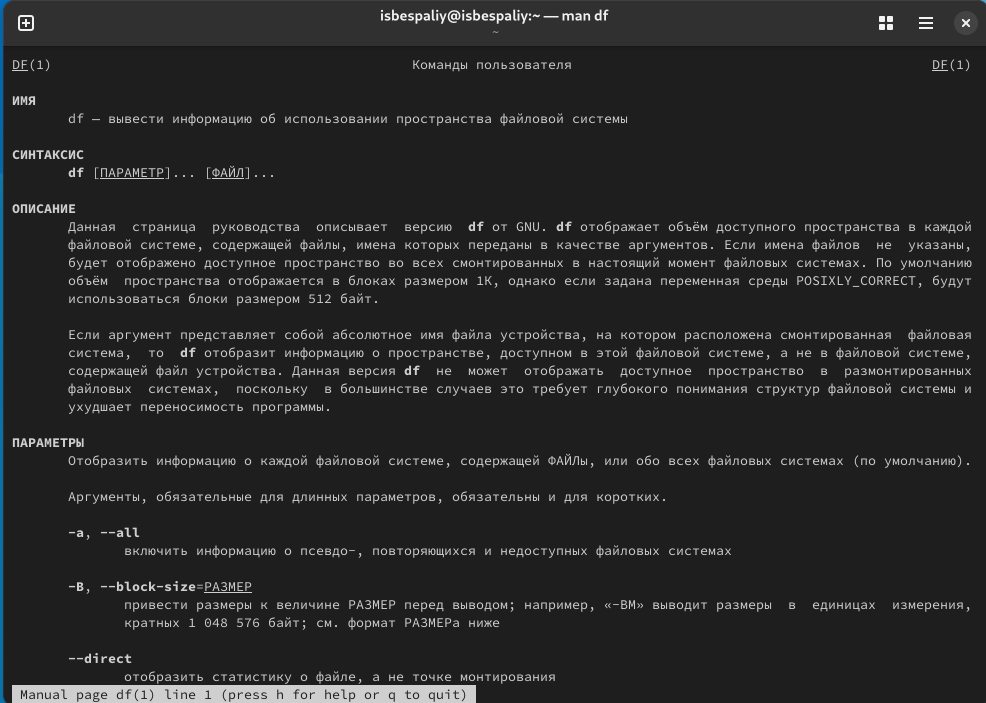 isbespaliy@isbespaliy:~ — man df
~
DF(1) Команды пользователя DF(1)
ИМЯ
df — вывести информацию об использовании пространства файловой системы
СИНТАКСИС
df [ПАРАМЕТР]... [ФАЙЛ]...
ОПИСАНИЕ
Данная страница руководства описывает версию df от GNU. df отображает объём доступного пространства в каждой
файловой системе, содержащей файлы, имена которых переданы в качестве аргументов. Если имена файлов не указаны,
будет отображено доступное пространство во всех смонтированных в настоящий момент файловых системах. По умолчанию
объём пространства отображается в блоках размером 1K, однако если задана переменная среды POSIXLY_CORRECT, будут
использоваться блоки размером 512 байт.
Если аргумент представляет собой абсолютное имя файла устройства, на котором расположена смонтированная файловая
система, то df отобразит информацию о пространстве, доступном в этой файловой системе, а не в файловой системе,
содержащей файл устройства. Данная версия df не может отображать доступное пространство в размонтированных
файловых системах, поскольку в большинстве случаев это требует глубокого понимания структур файловой системы и
ухудшает переносимость программы.
ПАРАМЕТРЫ
Отобразить информацию о каждой файловой системе, содержащей ФАЙЛы, или обо всех файловых системах (по умолчанию).
Аргументы, обязательные для длинных параметров, обязательны и для коротких.
-a, --all
включить информацию о псевдо-, повторяющихся и недоступных файловых системах
-B, --block-size=РАЗМЕР
привести размеры к величине РАЗМЕР перед выводом; например, «-BM» выводит размеры в единицах измерения,
кратных 1 048 576 байт; см. формат РАЗМЕРа ниже
--direct
отобразить статистику о файле, а не точке монтирования
Manual page df(1) line 1 (press h for help or q to quit)